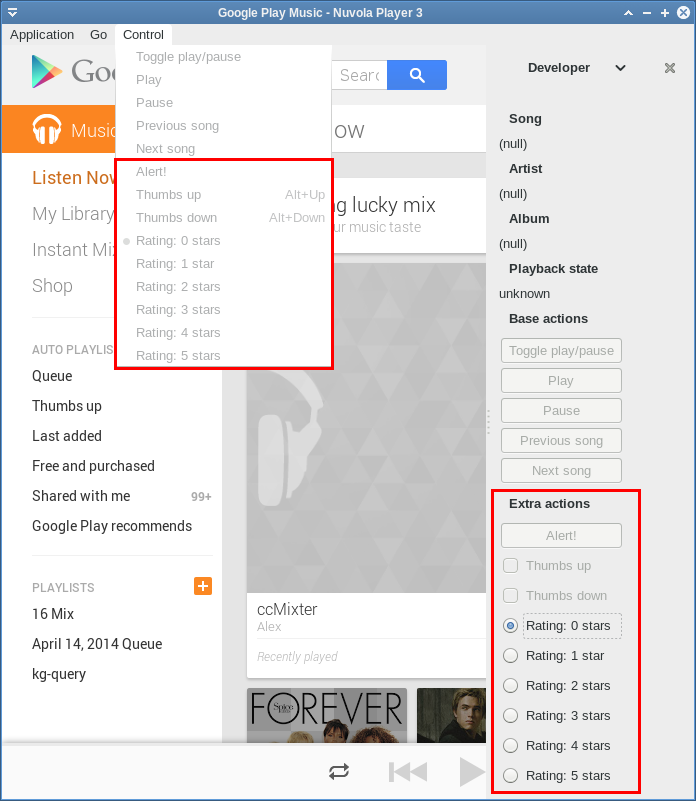 Google Play Music - Nuvola Player 3
Application Go Control
Toggle play/pause
Play
Pause
Previous song
Next song
Alert!
Thumbs up Alt+Up
Thumbs down Alt+Down
Rating: 0 stars
Rating: 1 star
Rating: 2 stars
Rating: 3 stars
Rating: 4 stars
Rating: 5 stars
Goo
Searc
Music
OW
Listen Now
My Library
Instant Mix
Shop
AUTO PLAYLIS
Queue
Thumbs up
Last added
Free and purchased
Shared with me 99+
Google Play recommends
PLAYLISTS
16 Mix
April 14, 2014 Queue
kg-query
g lucky mix
ur music taste
ccMixter
Alex
Recently played
FOREVER
Spice
Developer
Song
(null)
Artist
(null)
Album
(null)
Playback state
unknown
Base actions
Toggle play/pause
Play
Pause
Previous song
Next song
Extra actions
Alert!
Thumbs up
Thumbs down
Rating: 0 stars
Rating: 1 star
Rating: 2 stars
Rating: 3 stars
Rating: 4 stars
Rating: 5 stars